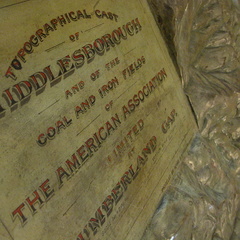 TOPOGRAPHICAL CAST
OF
MIDDLESBOROUGH
AND OF THE
COAL AND IRON FIELDS
OF
THE AMERICAN ASSOCIATION
LIMITED
CUMBERLAND GAP.